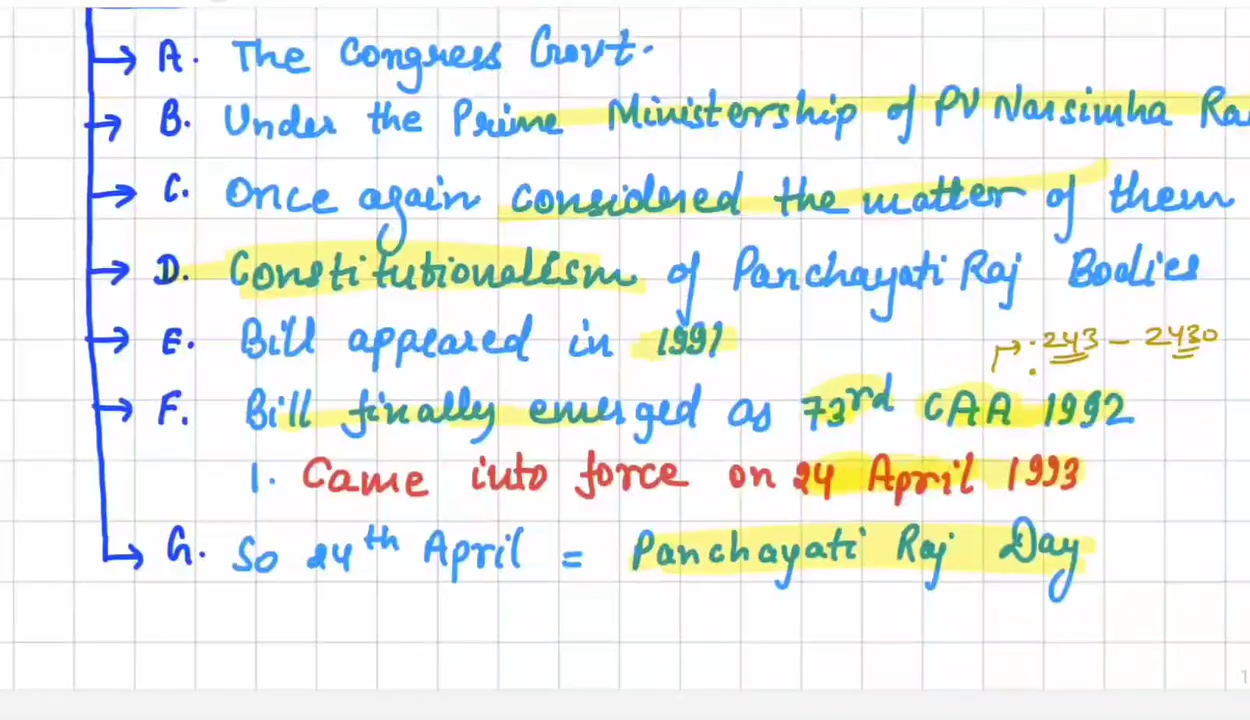 → A. The Congress Govt.
→ B. Under the Prime Ministership of PV Narsimha Ra
→ C. Once again considered the matter of them
→ D. Constitutionalism of Panchayati Raj Bodies
→ E. Bill appeared in 1991
: 243 - 243O
→ F. Bill finally emerged as 73rd CAA 1992
1. Came into force on 24 April 1993
→ G. So 24th April = Panchayati Raj Day
1